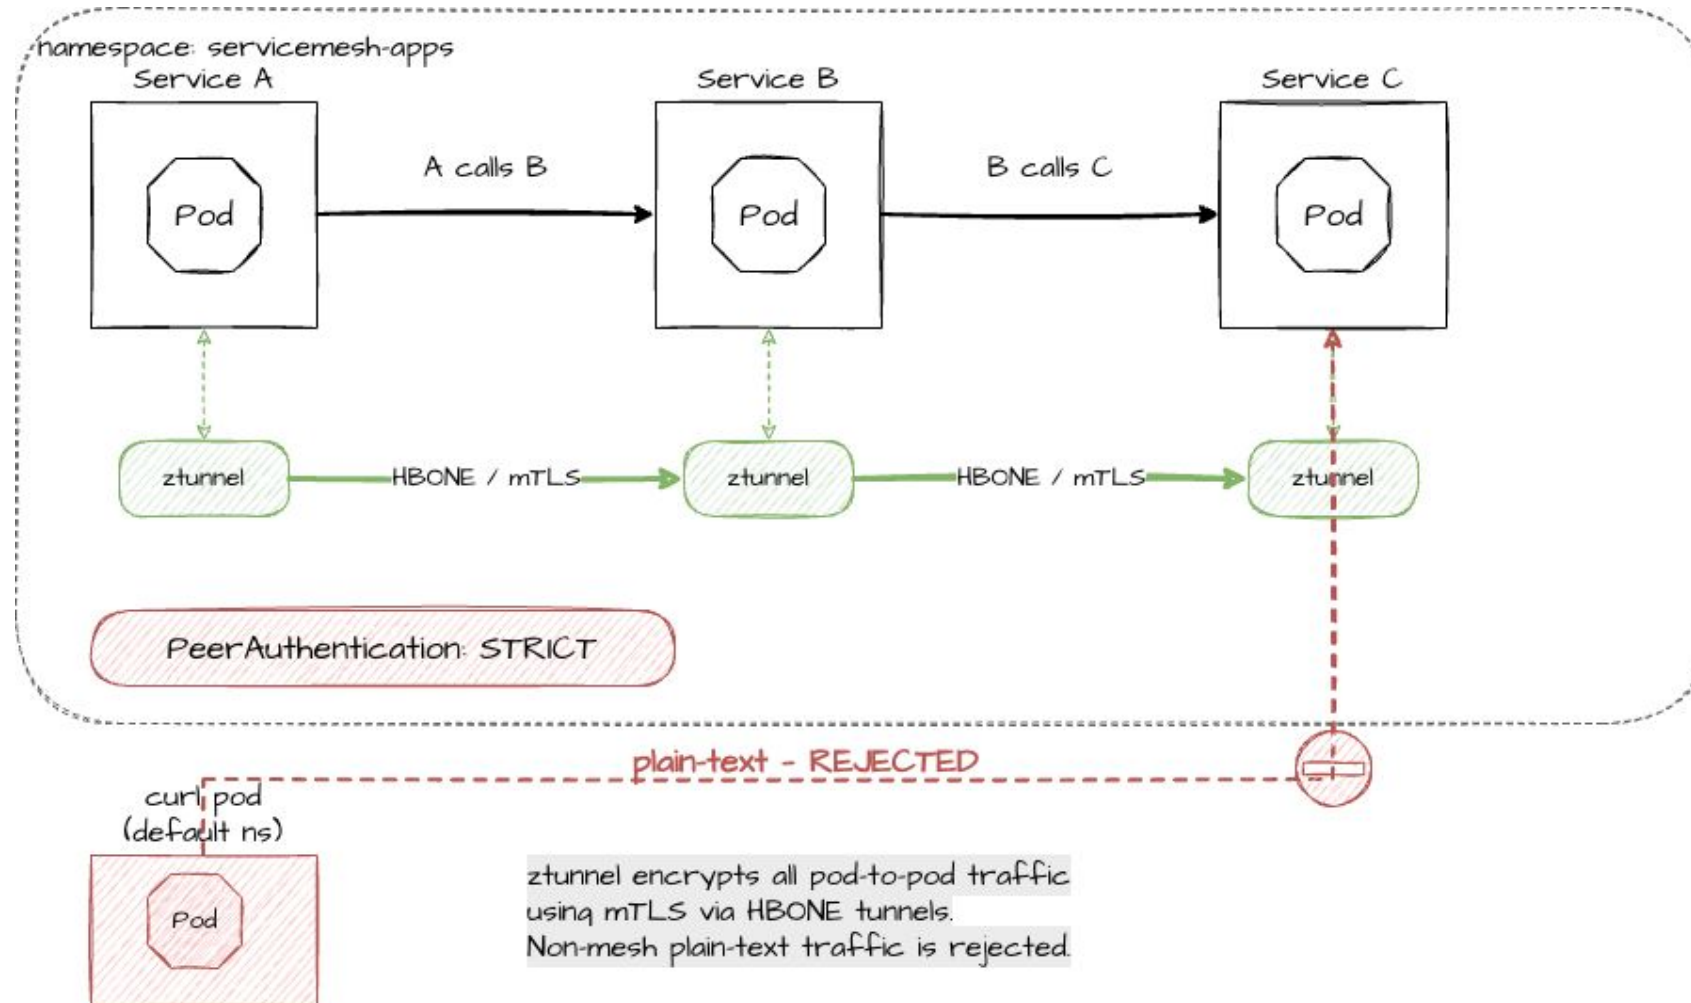 namespace: servicemesh-apps
Service A
Service B
Service C
A calls B
B calls C
Pod
Pod
Pod
ztunnel
HBONE / mTLS
ztunnel
HBONE / mTLS
ztunnel
PeerAuthentication: STRICT
plain-text - REJECTED
curl pod
(default ns)
Pod
ztunnel encrypts all pod-to-pod traffic
using mTLS via HBONE tunnels.
Non-mesh plain-text traffic is rejected.